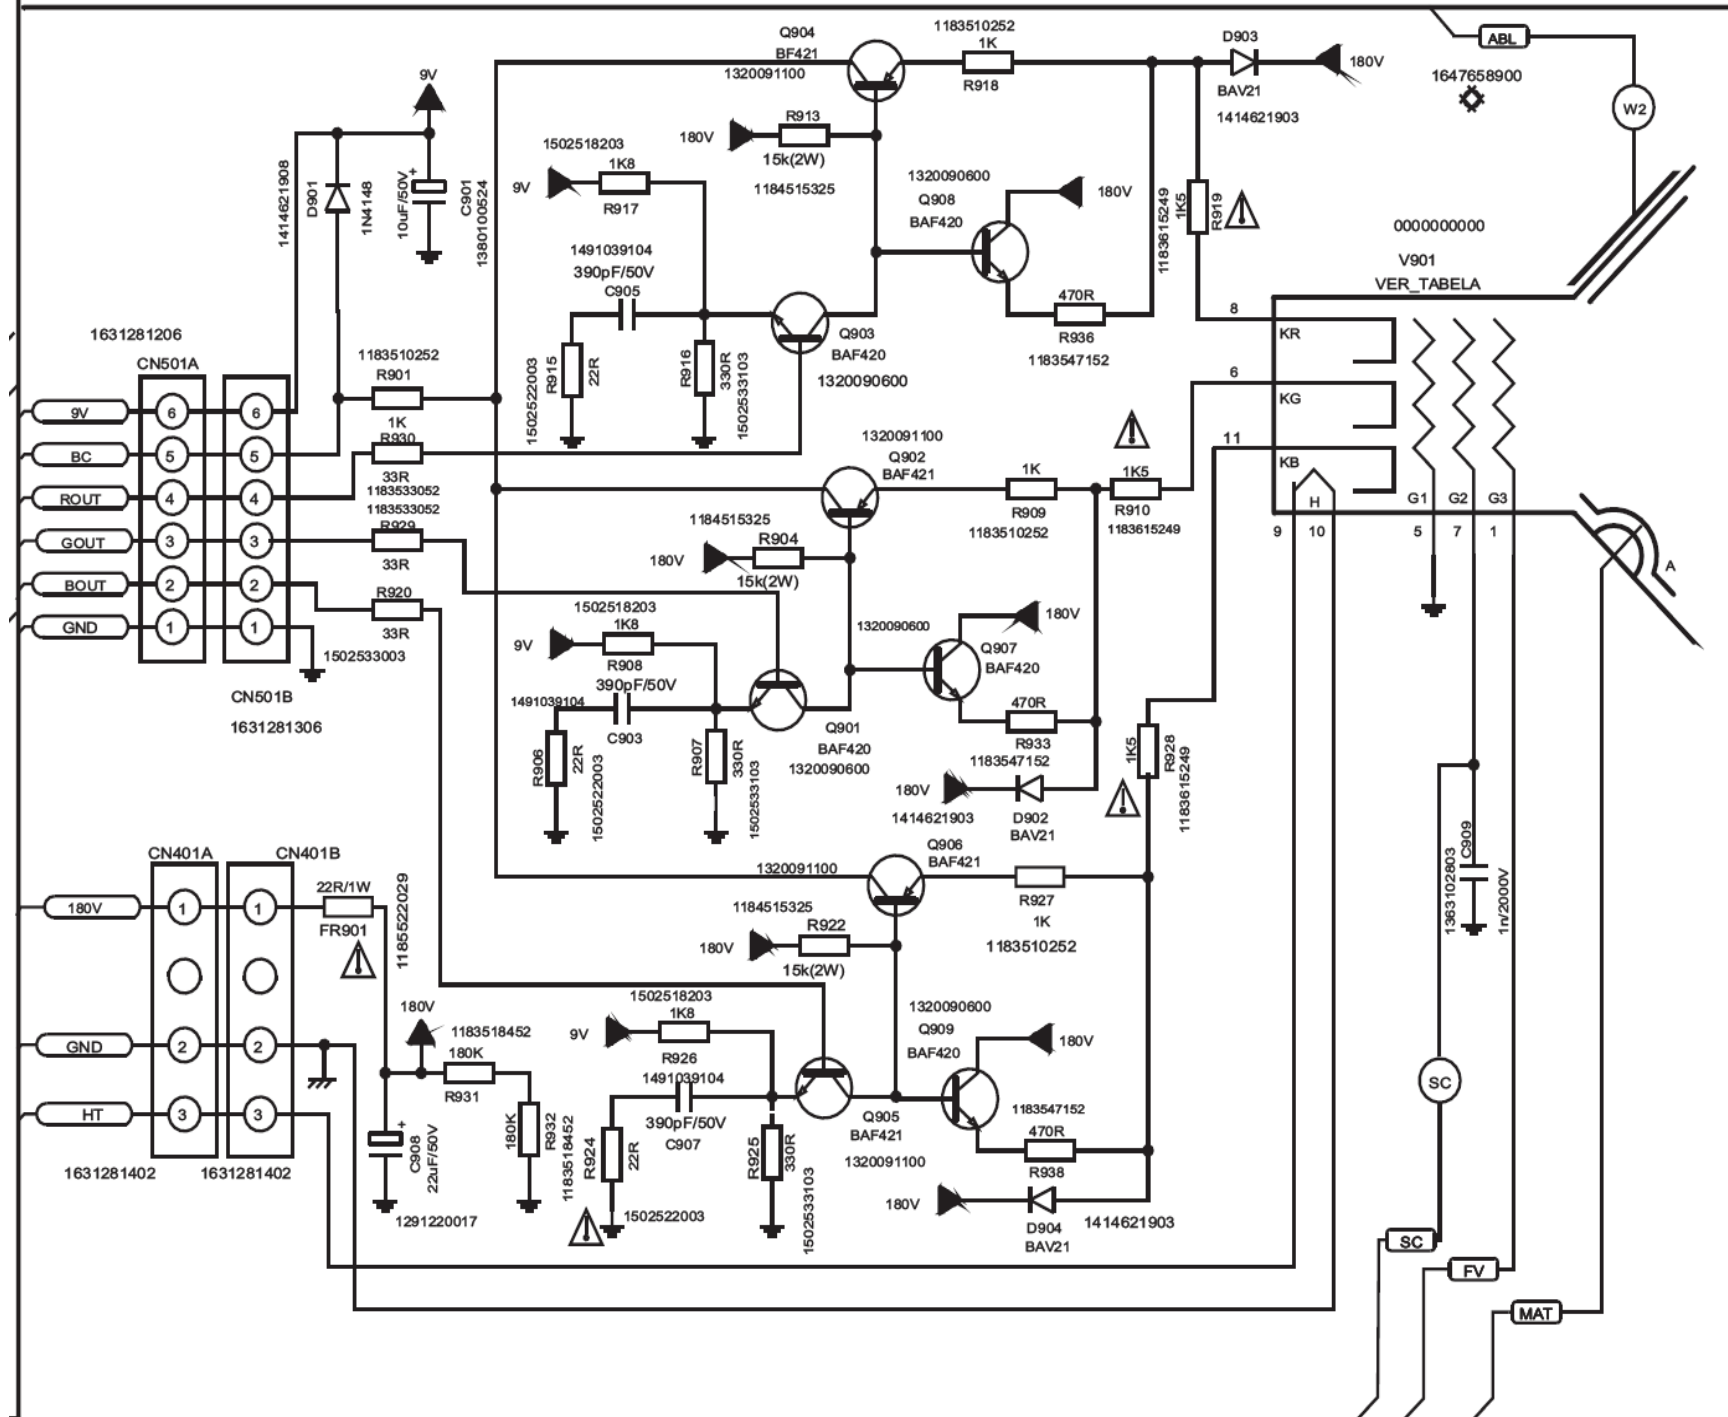 Q904
BF421
1320091100
1183510252
1K
R918
D903
BAV21
1414621903
180V
ABL
1647658900
W2
9V
1414621908
D901
1N4148
10uF/50V
+
C901
1380100524
180V
R913
15k(2W)
1184515325
1502518203
9V
1K8
R917
1320090600
Q908
BAF420
180V
1183615249
1K5
R919
0000000000
V901
VER_TABELA
1491039104
390pF/50V
C905
470R
R936
1183547152
Q903
BAF420
1320090600
1502522003
R915
22R
R916
330R
1502533103
8
KR
6
KG
11
KB
H
G1
G2
G3
9
10
5
7
1
A
1631281206
CN501A
1183510252
R901
1K
9V
6
6
BC
5
5
ROUT
4
4
GOUT
3
3
BOUT
2
2
GND
1
1
R930
33R
1183533052
1183533052
R929
33R
R920
33R
1502533003
CN501B
1631281306
1320091100
Q902
BAF421
1K
R909
1183510252
1K5
R910
1183615249
1184515325
180V
R904
15k(2W)
1502518203
9V
1K8
R908
390pF/50V
1491039104
C903
1320090600
Q907
BAF420
180V
470R
R933
1183547152
Q901
BAF420
1320090600
R906
22R
1502522003
R907
330R
1502533103
180V
1414621903
D902
BAV21
1K5
R928
1183615249
CN401A
CN401B
180V
1
1
22R/1W
FR901
1185522029
GND
2
2
HT
3
3
1631281402
1631281402
180V
1183518452
180K
R931
180K
R932
1183518452
+
C908
22uF/50V
1291220017
Q906
BAF421
1320091100
R927
1K
1183510252
1184515325
180V
R922
15k(2W)
1502518203
9V
1K8
R926
1491039104
390pF/50V
C907
1320090600
Q909
BAF420
180V
1183547152
470R
R938
Q905
BAF421
1320091100
R924
22R
1502522003
R925
330R
1502533103
180V
D904
BAV21
1414621903
1363102803
C909
1n/2000V
SC
SC
FV
MAT